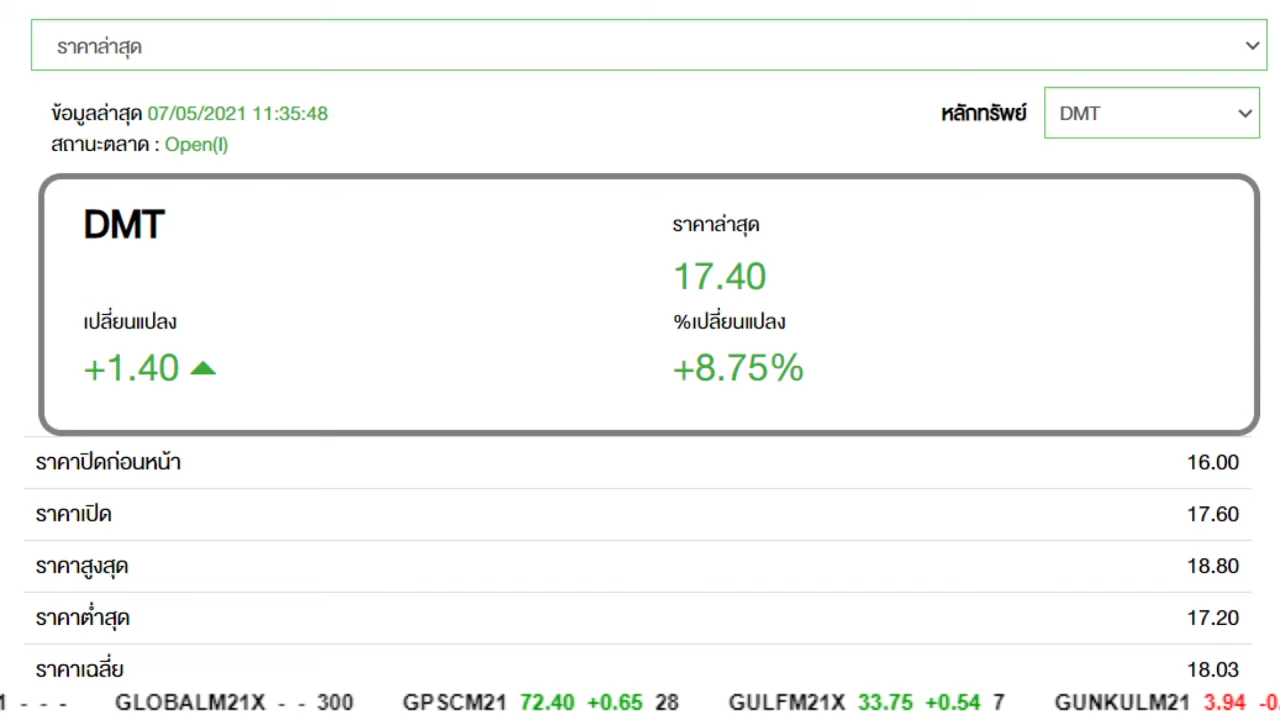 ราคาล่าสุด
ข้อมูลล่าสุด 07/05/2021 11:35:48
หลักทรัพย์ DMT
สถานะตลาด : Open(I)
DMT
ราคาล่าสุด
17.40
เปลี่ยนแปลง %เปลี่ยนแปลง
+1.40 +8.75%
ราคาปิดก่อนหน้า 16.00
ราคาเปิด 17.60
ราคาสูงสุด 18.80
ราคาต่ำสุด 17.20
ราคาเฉลี่ย 18.03
1 - - - GLOBALM21X - - 300 GPSCM21 72.40 +0.65 28 GULFM21X 33.75 +0.54 7 GUNKULM21 3.94 -0.